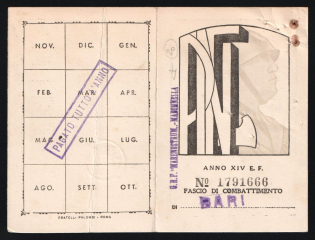 NOV. DIC. GEN.
FEB. MAR. APR.
MAG. GIU. LUG.
AGO. SETT. OTT.
PAGATO TUTTO L'ANNO
FRATELLI PALOMBI - ROMA
ANNO XIV E. F.
Nº 1791666
FASCIO DI COMBATTIMENTO
DI BARI
G.R.F.